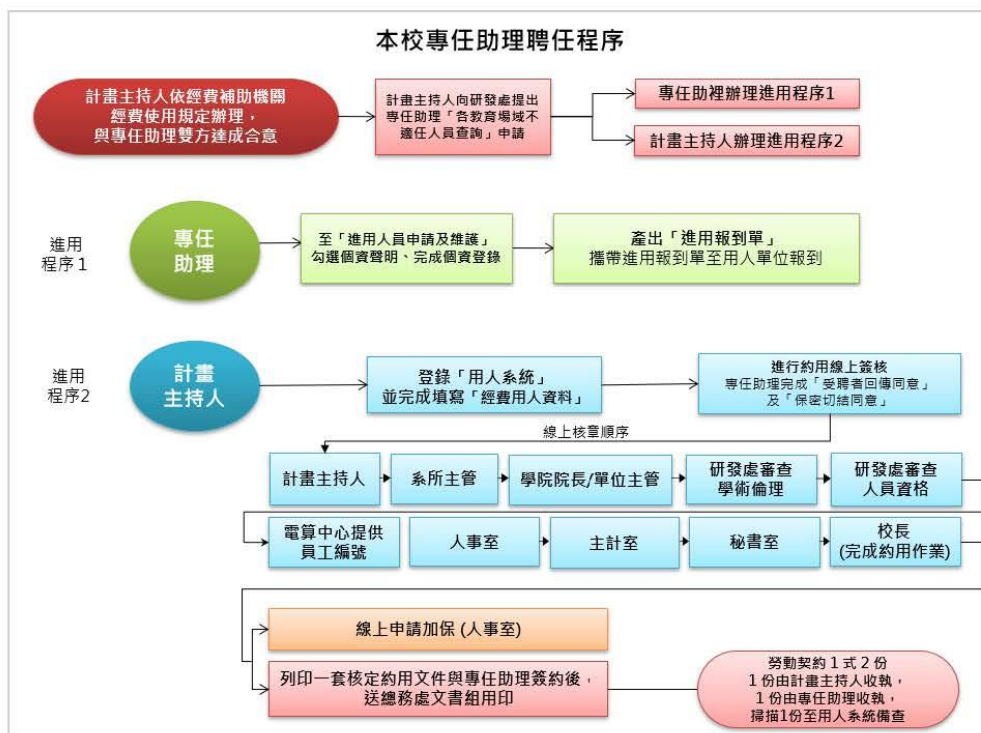 本校專任助理聘任程序
計畫主持人依經費補助機關
經費使用規定辦理，
與專任助理雙方達成合意
計畫主持人向研發處提出
專任助理「各教育場域不
適任人員查詢」申請
專任助裡辦理進用程序1
計畫主持人辦理進用程序2
進用
程序1
專任
助理
至「進用人員申請及維護」
勾選個資聲明、完成個資登錄
產出「進用報到單」
攜帶進用報到單至用人單位報到
進用
程序2
計畫
主持人
登錄「用人系統」
並完成填寫「經費用人資料」
進行約用線上簽核
專任助理完成「受聘者回傳同意」
及「保密切結同意」
線上核章順序
計畫主持人
系所主管
學院院長/單位主管
研發處審查
學術倫理
研發處審查
人員資格
電算中心提供
員工編號
人事室
主計室
秘書室
校長
(完成約用作業)
線上申請加保 (人事室)
列印一套核定約用文件與專任助理簽約後，
送總務處文書組用印
勞動契約 1 式 2 份
1 份由計畫主持人收執，
1 份由專任助理收執，
掃描1份至用人系統備查